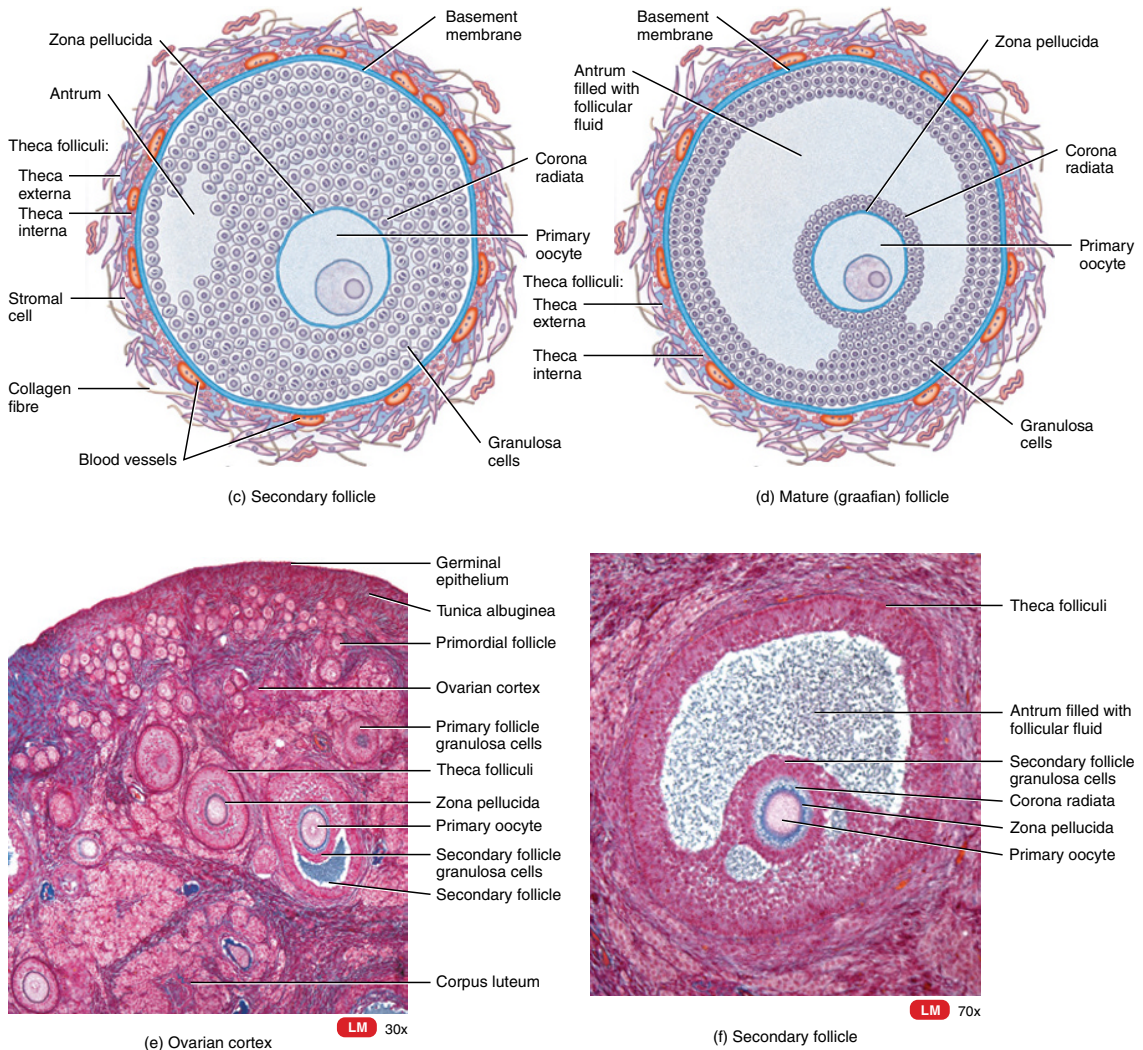 Zona pellucida
Basement
membrane
Antrum
Theca folliculi:
Theca
externa
Theca
interna
Corona
radiata
Primary
oocyte
Stromal
cell
Collagen
fibre
Blood vessels
Granulosa
cells
(c) Secondary follicle
Basement
membrane
Zona pellucida
Antrum
filled with
follicular
fluid
Corona
radiata
Primary
oocyte
Theca folliculi:
Theca
externa
Theca
interna
Granulosa
cells
(d) Mature (graafian) follicle
Germinal
epithelium
Tunica albuginea
Primordial follicle
Ovarian cortex
Primary follicle
granulosa cells
Theca folliculi
Zona pellucida
Primary oocyte
Secondary follicle
granulosa cells
Secondary follicle
Corpus luteum
LM 30x
(e) Ovarian cortex
Theca folliculi
Antrum filled with
follicular fluid
Secondary follicle
granulosa cells
Corona radiata
Zona pellucida
Primary oocyte
LM 70x
(f) Secondary follicle